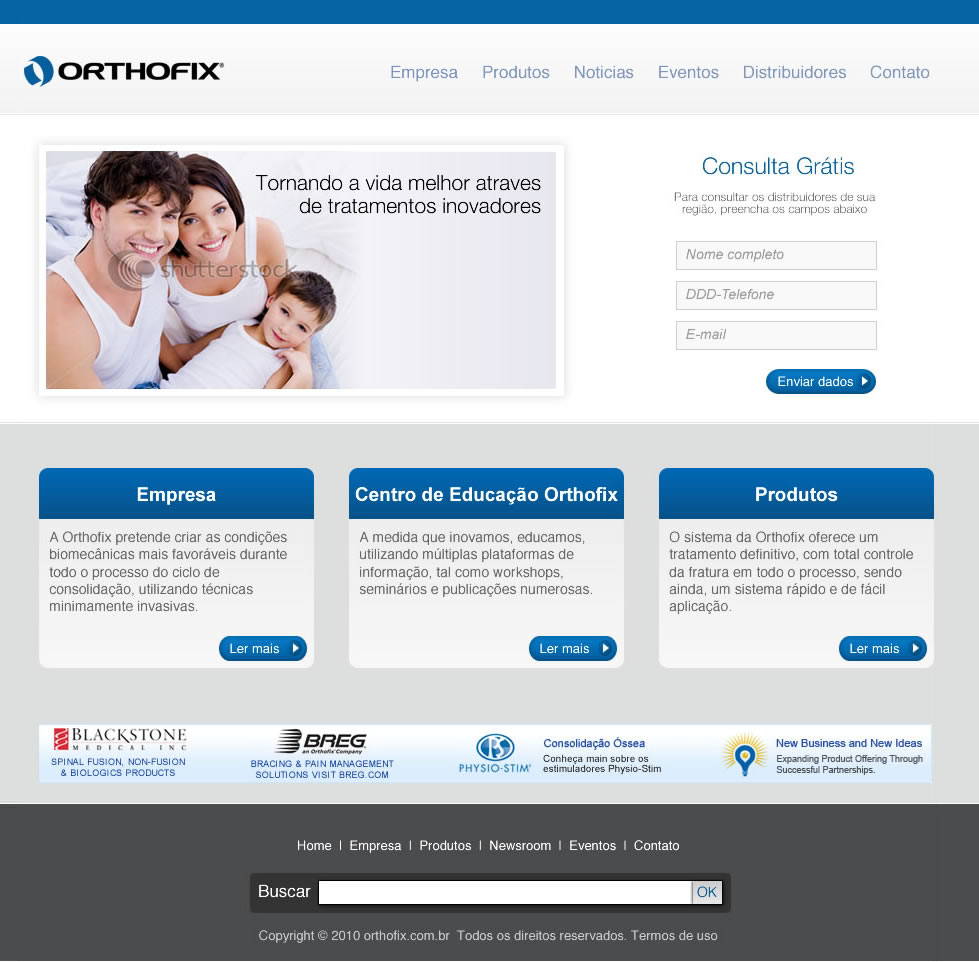 ORTHOFIX®
Empresa Produtos Noticias Eventos Distribuidores Contato
Tornando a vida melhor atraves
de tratamentos inovadores
shutterstock
Consulta Grátis
Para consultar os distribuidores de sua
região, preencha os campos abaixo
Nome completo
DDD-Telefone
E-mail
Enviar dados
Empresa
A Orthofix pretende criar as condições
biomecânicas mais favoráveis durante
todo o processo do ciclo de
consolidação, utilizando técnicas
minimamente invasivas.
Ler mais
Centro de Educação Orthofix
A medida que inovamos, educamos,
utilizando múltiplas plataformas de
informação, tal como workshops,
seminários e publicações numerosas.
Ler mais
Produtos
O sistema da Orthofix oferece um
tratamento definitivo, com total controle
da fratura em todo o processo, sendo
ainda, um sistema rápido e de fácil
aplicação.
Ler mais
BLACKSTONE
MEDICAL INC
SPINAL FUSION, NON-FUSION
& BIOLOGICS PRODUCTS
BREG
an Orthofix Company
BRACING & PAIN MANAGEMENT
SOLUTIONS VISIT BREG.COM
PHYSIO-STIM
Consolidação Óssea
Conheça main sobre os
estimuladores Physio-Stim
New Business and New Ideas
Expanding Product Offering Through
Successful Partnerships.
Home | Empresa | Produtos | Newsroom | Eventos | Contato
Buscar OK
Copyright © 2010 orthofix.com.br Todos os direitos reservados. Termos de uso